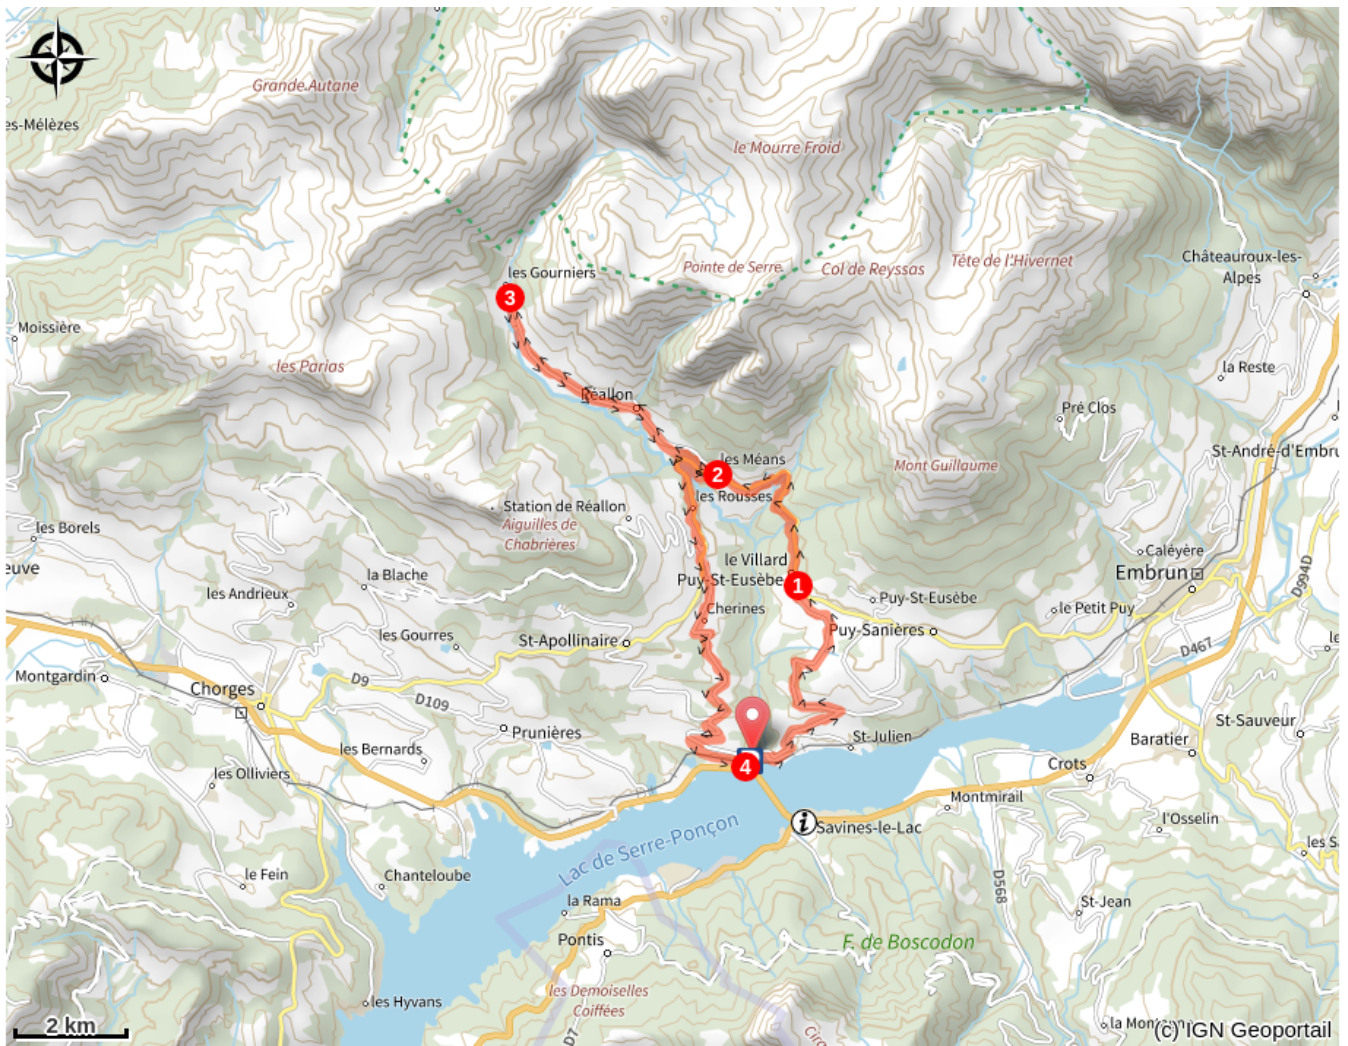 Grande Autane
es-Mélèzes
le Mourre Froid
Châteauroux-les-
Alpes
les Gourniers
Pointe de Serre
Col de Reyssas
Tête de l'Hivernet
3
Moissière
les Parias
la Reste
Réallon
Pré Clos
St-André-d'Embru
les Méans
2
Mont Guillaume
les Rousses
Station de Réallon
Aiguilles de
Chabrières
les Borels
Caléyère
le Villard
euve
la Blache
Puy-St-Eusèbe
1
Embrun
D994D
les Andrieux
Cherines
Puy-St-Eusèbe
le Petit Puy
les Gourres
St-Apollinaire
Puy-Sanières
D467
Montgardin
D9
Chorges
D109
St-Sauveur
Prunières
St-Julien
Baratier
les Bernards
4
Crots
les Olliviers
Montmirail
Savines-le-Lac
l'Osselin
Lac de Serre-Ponçon
les S
le Fein
Chanteloube
D568
la Rama
St-Jean
Pontis
F. de Boscodon
les Demoiselles
Coiffées
les Hyvans
2 km
D7
Circ
la Mon
(c) IGN Geoportail